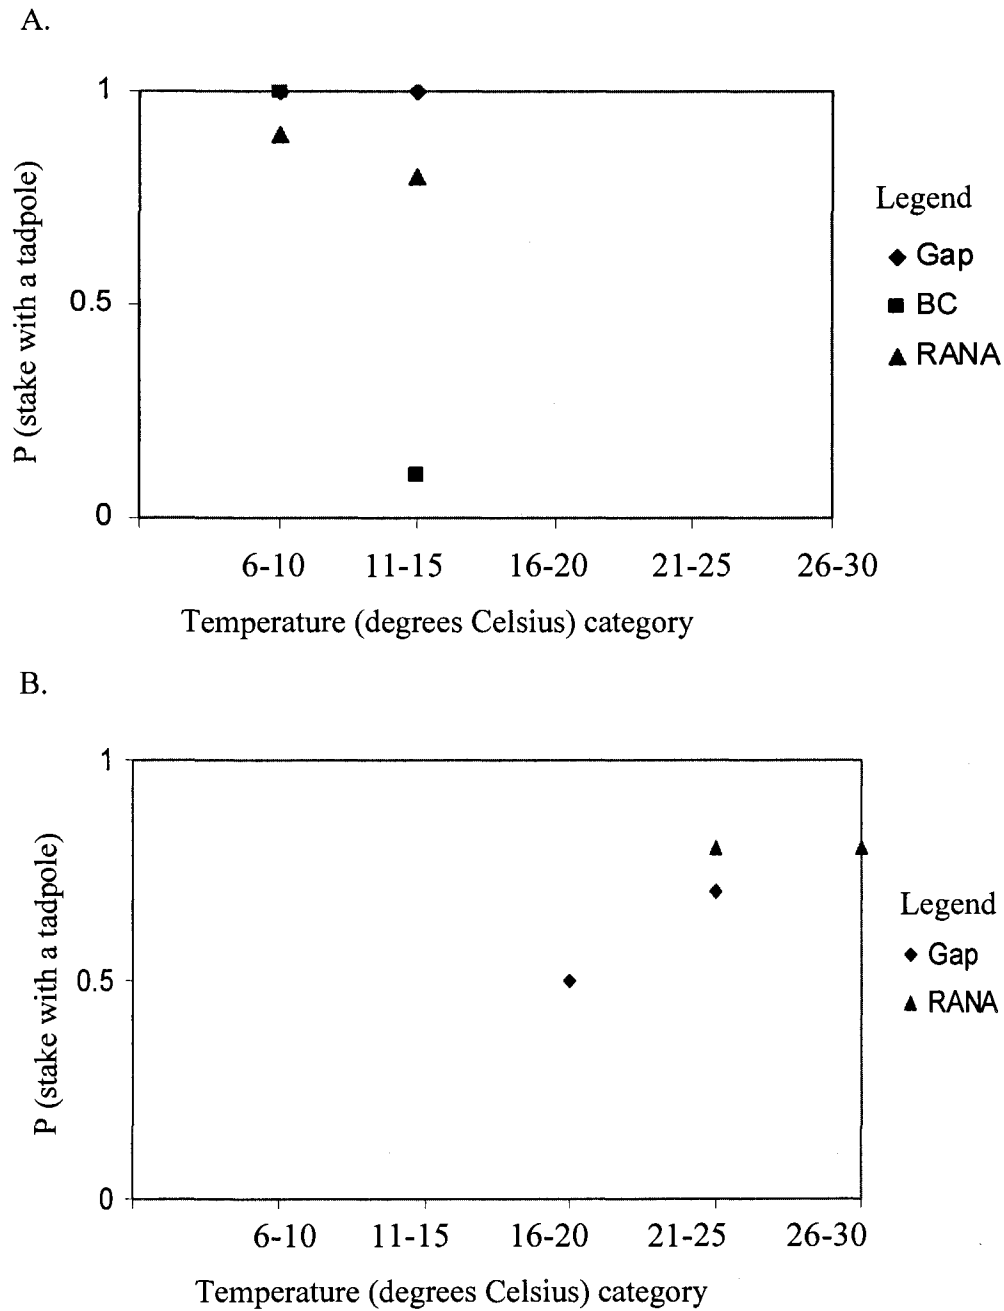 A.
P (stake with a tadpole)
1
0.5
0
6-10 11-15 16-20 21-25 26-30
Temperature (degrees Celsius) category
Legend
Gap
BC
RANA
B.
P (stake with a tadpole)
1
0.5
0
6-10 11-15 16-20 21-25 26-30
Temperature (degrees Celsius) category
Legend
Gap
RANA